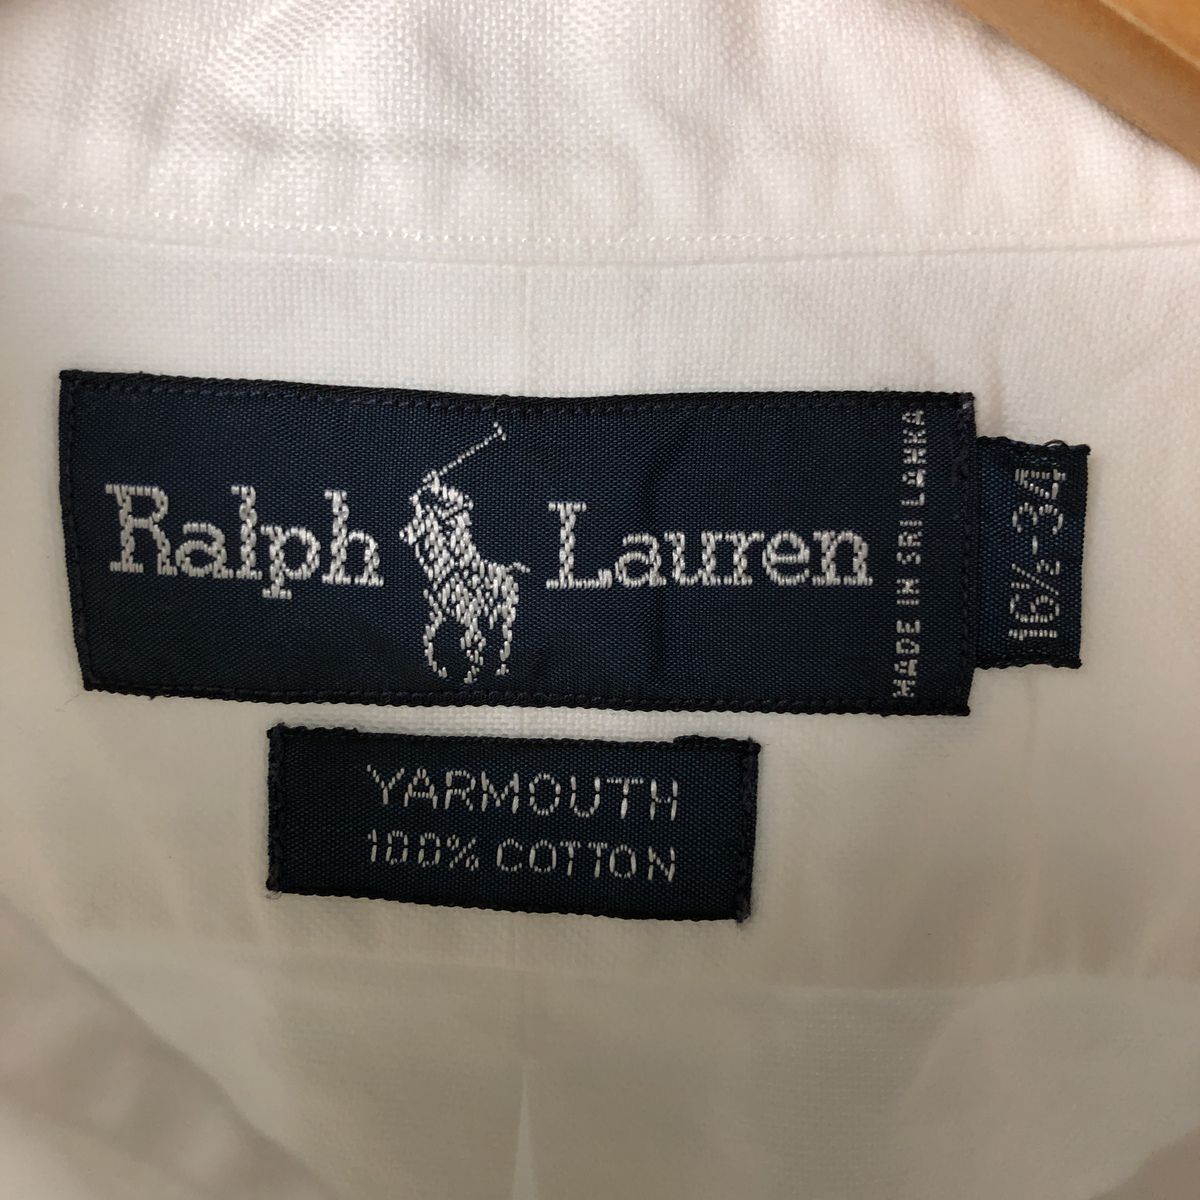 Ralph Lauren
MADE IN SRI LANKA
16½-34
YARMOUTH
100% COTTON